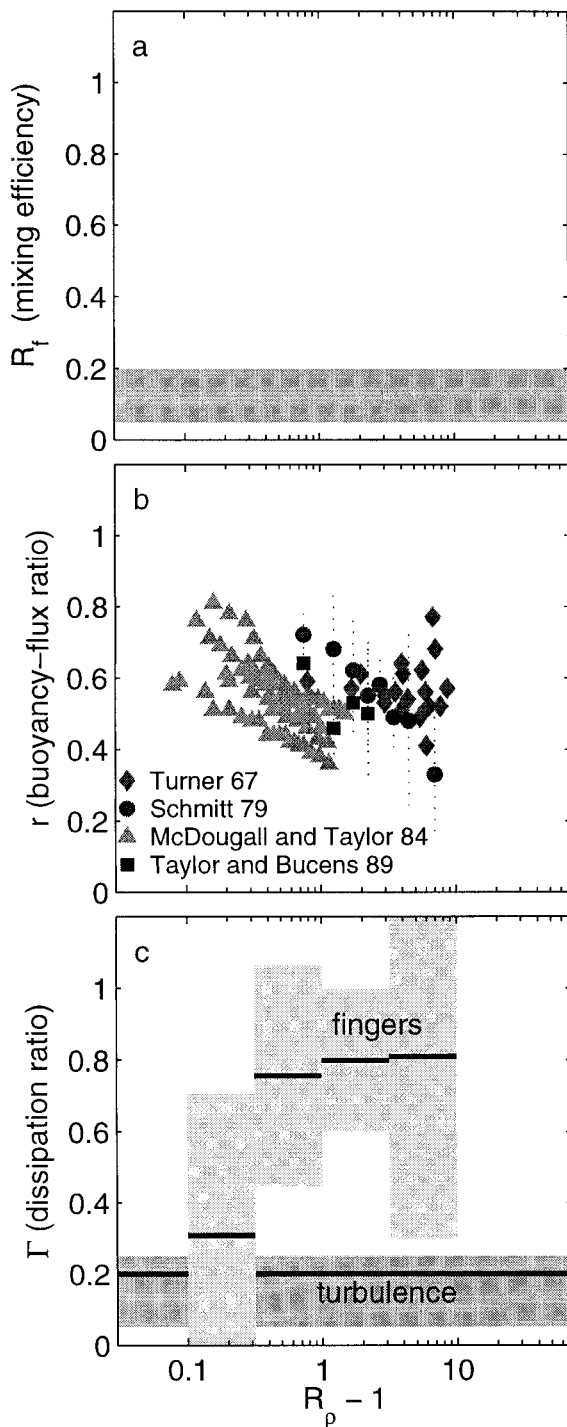 a
1
0.8
0.6
0.4
0.2
0
R_f (mixing efficiency)
b
1
0.8
0.6
0.4
0.2
0
r (buoyancy-flux ratio)
Turner 67
Schmitt 79
McDougall and Taylor 84
Taylor and Bucens 89
c
1
0.8
0.6
0.4
0.2
0
Γ (dissipation ratio)
fingers
turbulence
0.1 1 10
R_ρ − 1